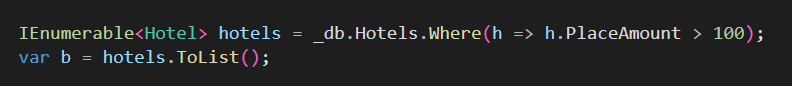 IEnumerable<Hotel> hotels = _db.Hotels.Where(h => h.PlaceAmount > 100);
var b = hotels.ToList();